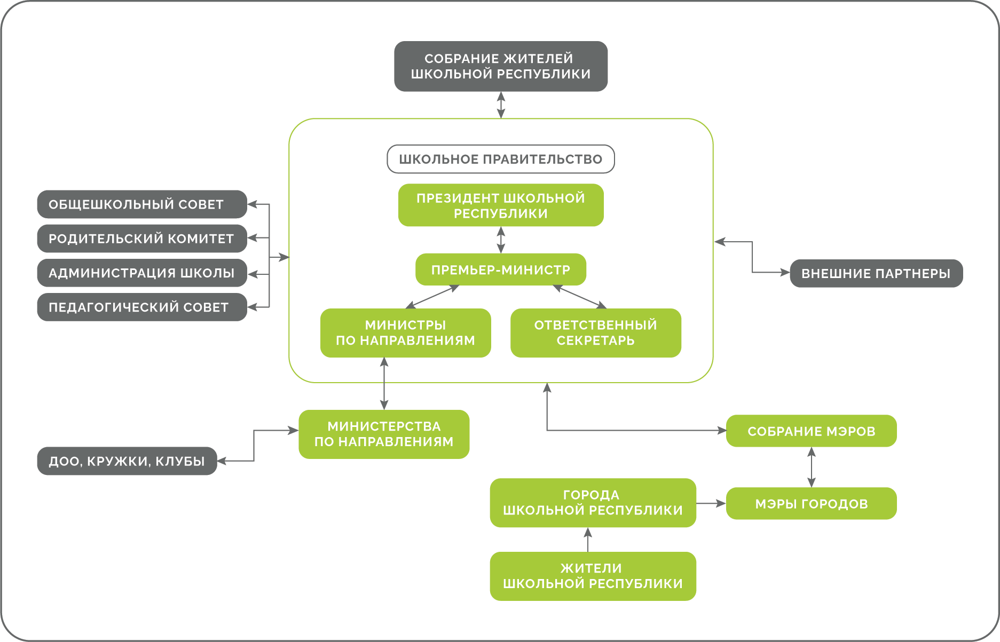 СОБРАНИЕ ЖИТЕЛЕЙ
ШКОЛЬНОЙ РЕСПУБЛИКИ
ШКОЛЬНОЕ ПРАВИТЕЛЬСТВО
ПРЕЗИДЕНТ ШКОЛЬНОЙ
РЕСПУБЛИКИ
ПРЕМЬЕР-МИНИСТР
МИНИСТРЫ
ПО НАПРАВЛЕНИЯМ
ОТВЕТСТВЕННЫЙ
СЕКРЕТАРЬ
ОБЩЕШКОЛЬНЫЙ СОВЕТ
РОДИТЕЛЬСКИЙ КОМИТЕТ
АДМИНИСТРАЦИЯ ШКОЛЫ
ПЕДАГОГИЧЕСКИЙ СОВЕТ
ВНЕШНИЕ ПАРТНЕРЫ
МИНИСТЕРСТВА
ПО НАПРАВЛЕНИЯМ
ДОО, КРУЖКИ, КЛУБЫ
СОБРАНИЕ МЭРОВ
ГОРОДА
ШКОЛЬНОЙ РЕСПУБЛИКИ
МЭРЫ ГОРОДОВ
ЖИТЕЛИ
ШКОЛЬНОЙ РЕСПУБЛИКИ